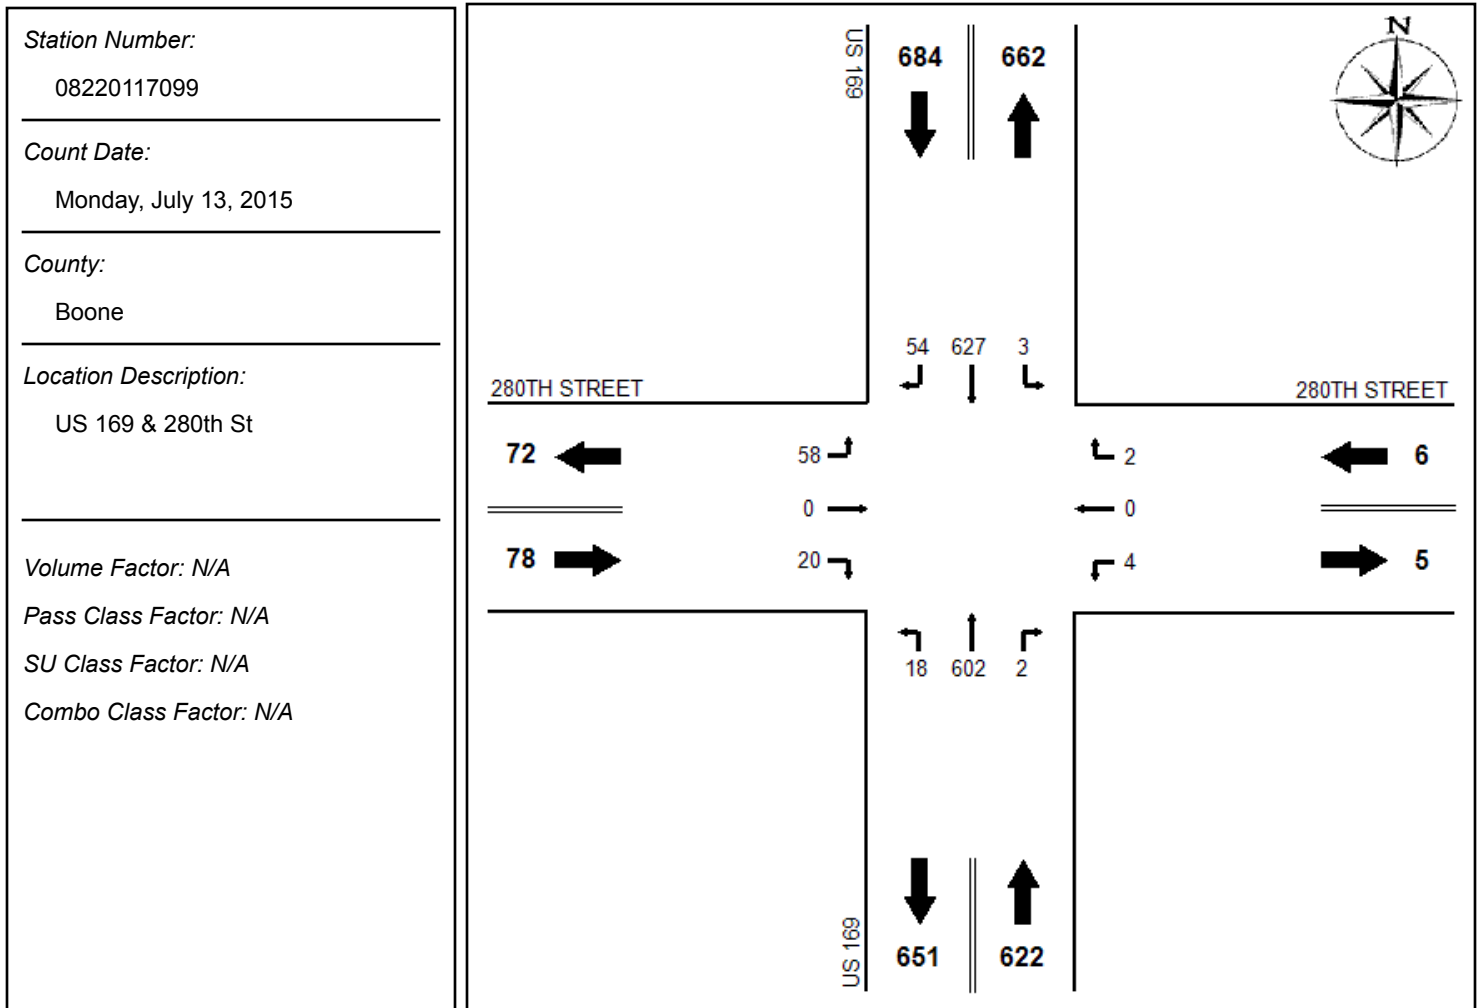 Station Number:
08220117099
Count Date:
Monday, July 13, 2015
County:
Boone
Location Description:
US 169 & 280th St
Volume Factor: N/A
Pass Class Factor: N/A
SU Class Factor: N/A
Combo Class Factor: N/A
N
US 169
684 662
54 627 3
280TH STREET
280TH STREET
72 58 2 6
0 0
78 20 4 5
18 602 2
US 169
651 622